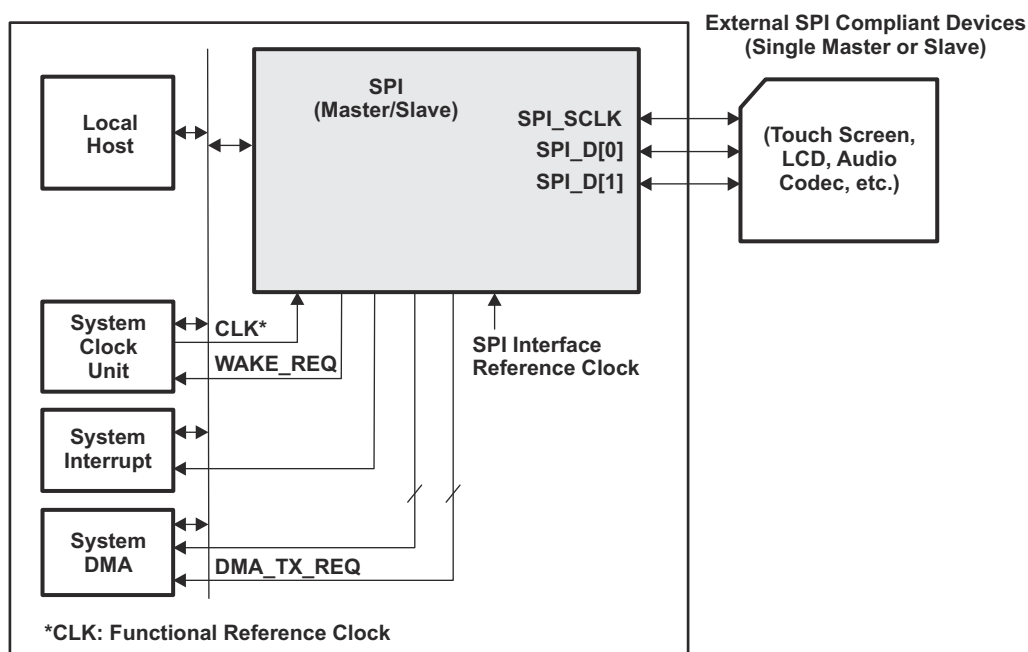 External SPI Compliant Devices
(Single Master or Slave)
SPI
(Master/Slave)
Local
Host
SPI_SCLK
SPI_D[0]
SPI_D[1]
(Touch Screen,
LCD, Audio
Codec, etc.)
System
Clock
Unit
CLK*
WAKE_REQ
SPI Interface
Reference Clock
System
Interrupt
System
DMA
DMA_TX_REQ
*CLK: Functional Reference Clock